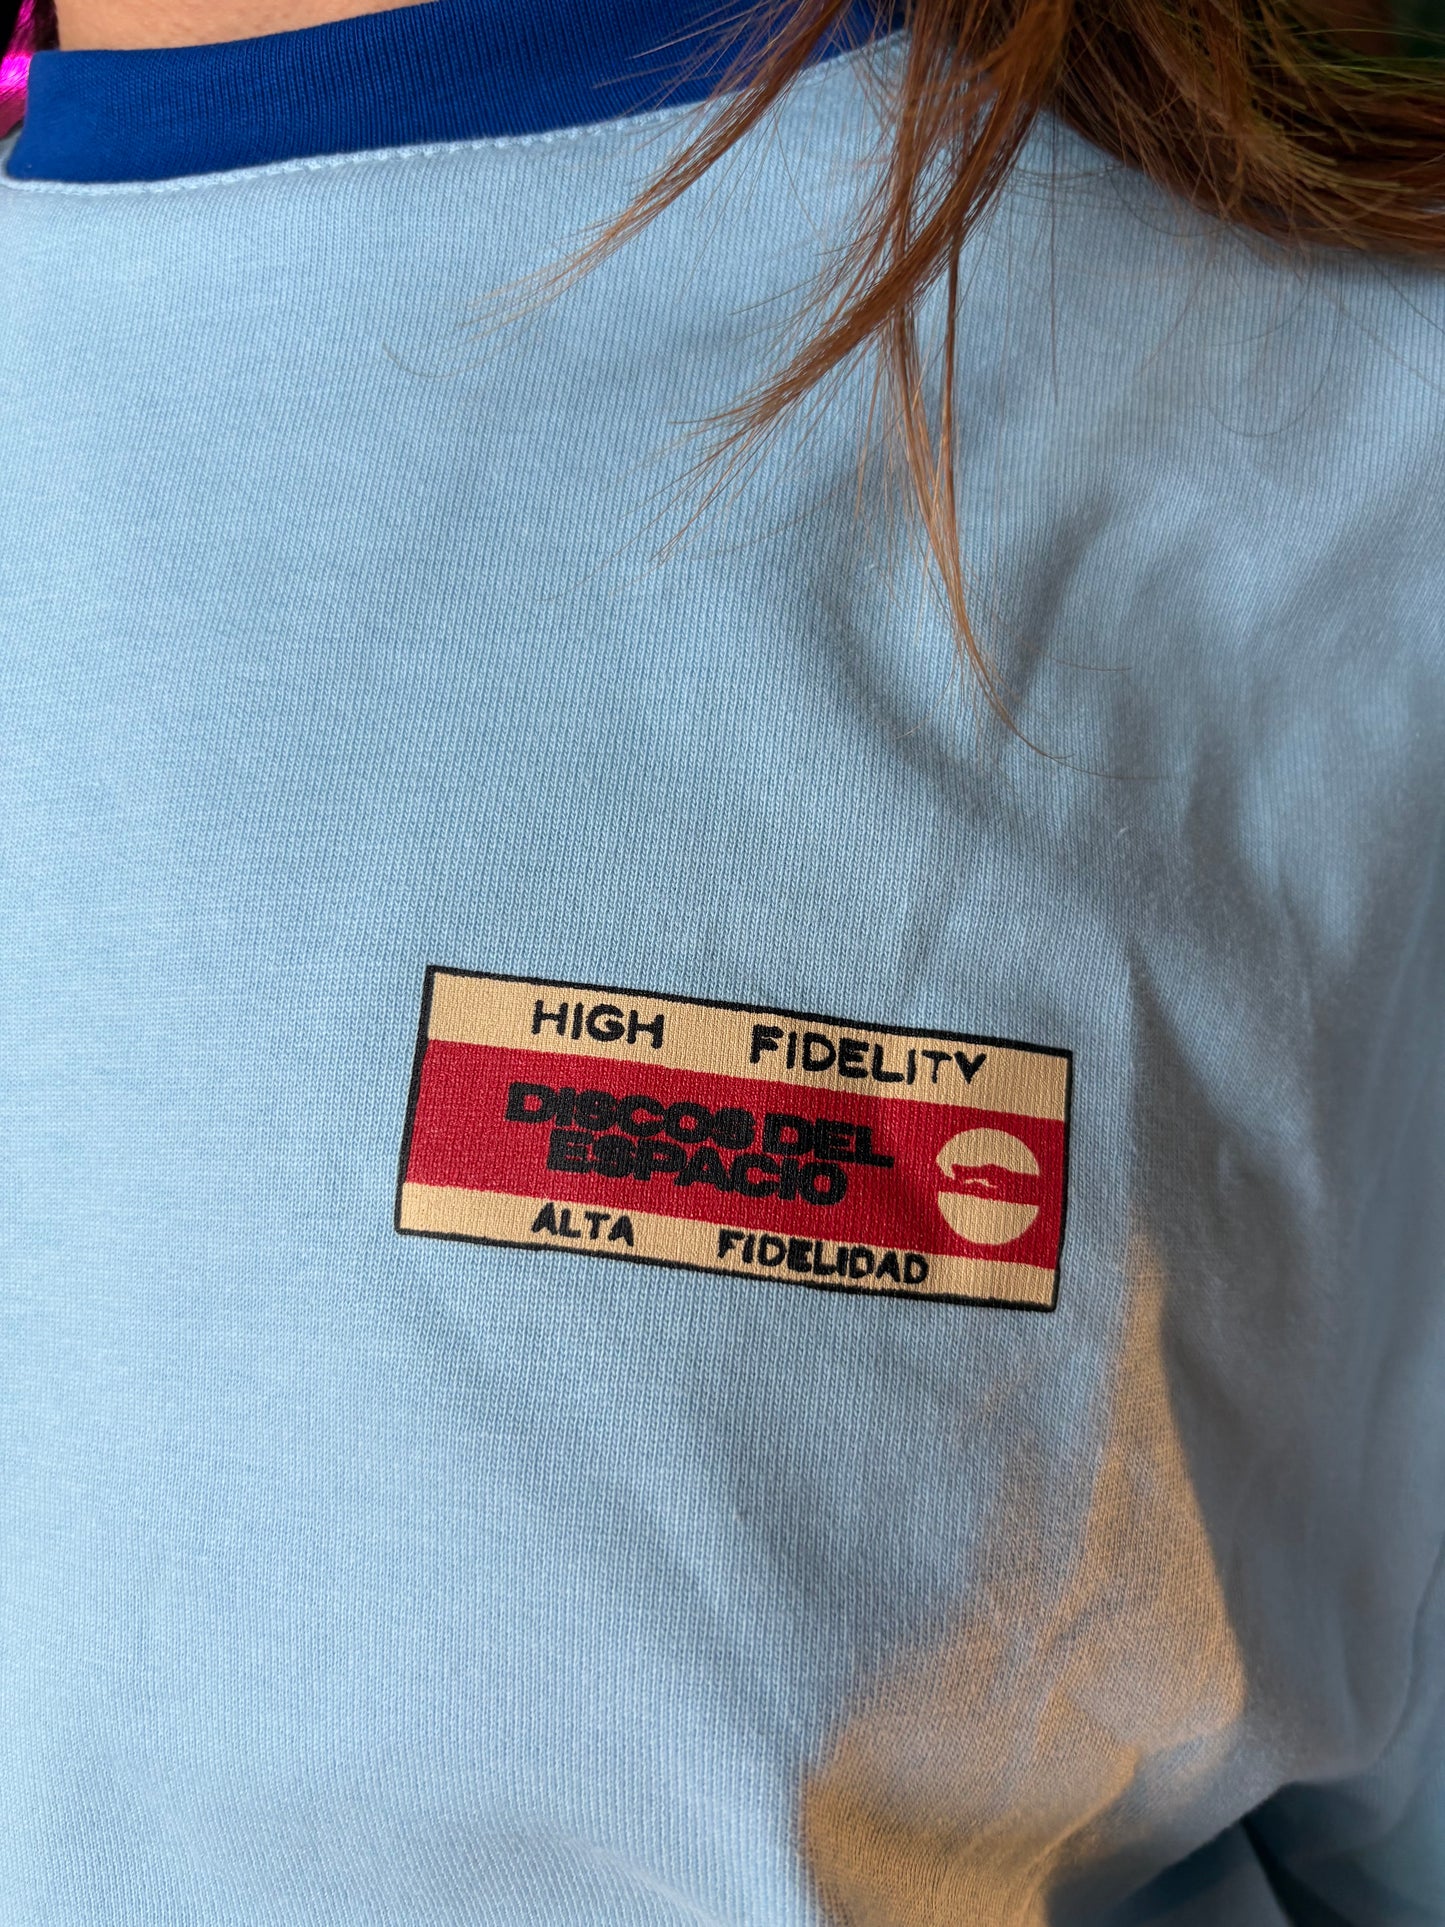 HIGH FIDELITY
DISCOS DEL
ESPACIO
ALTA FIDELIDAD